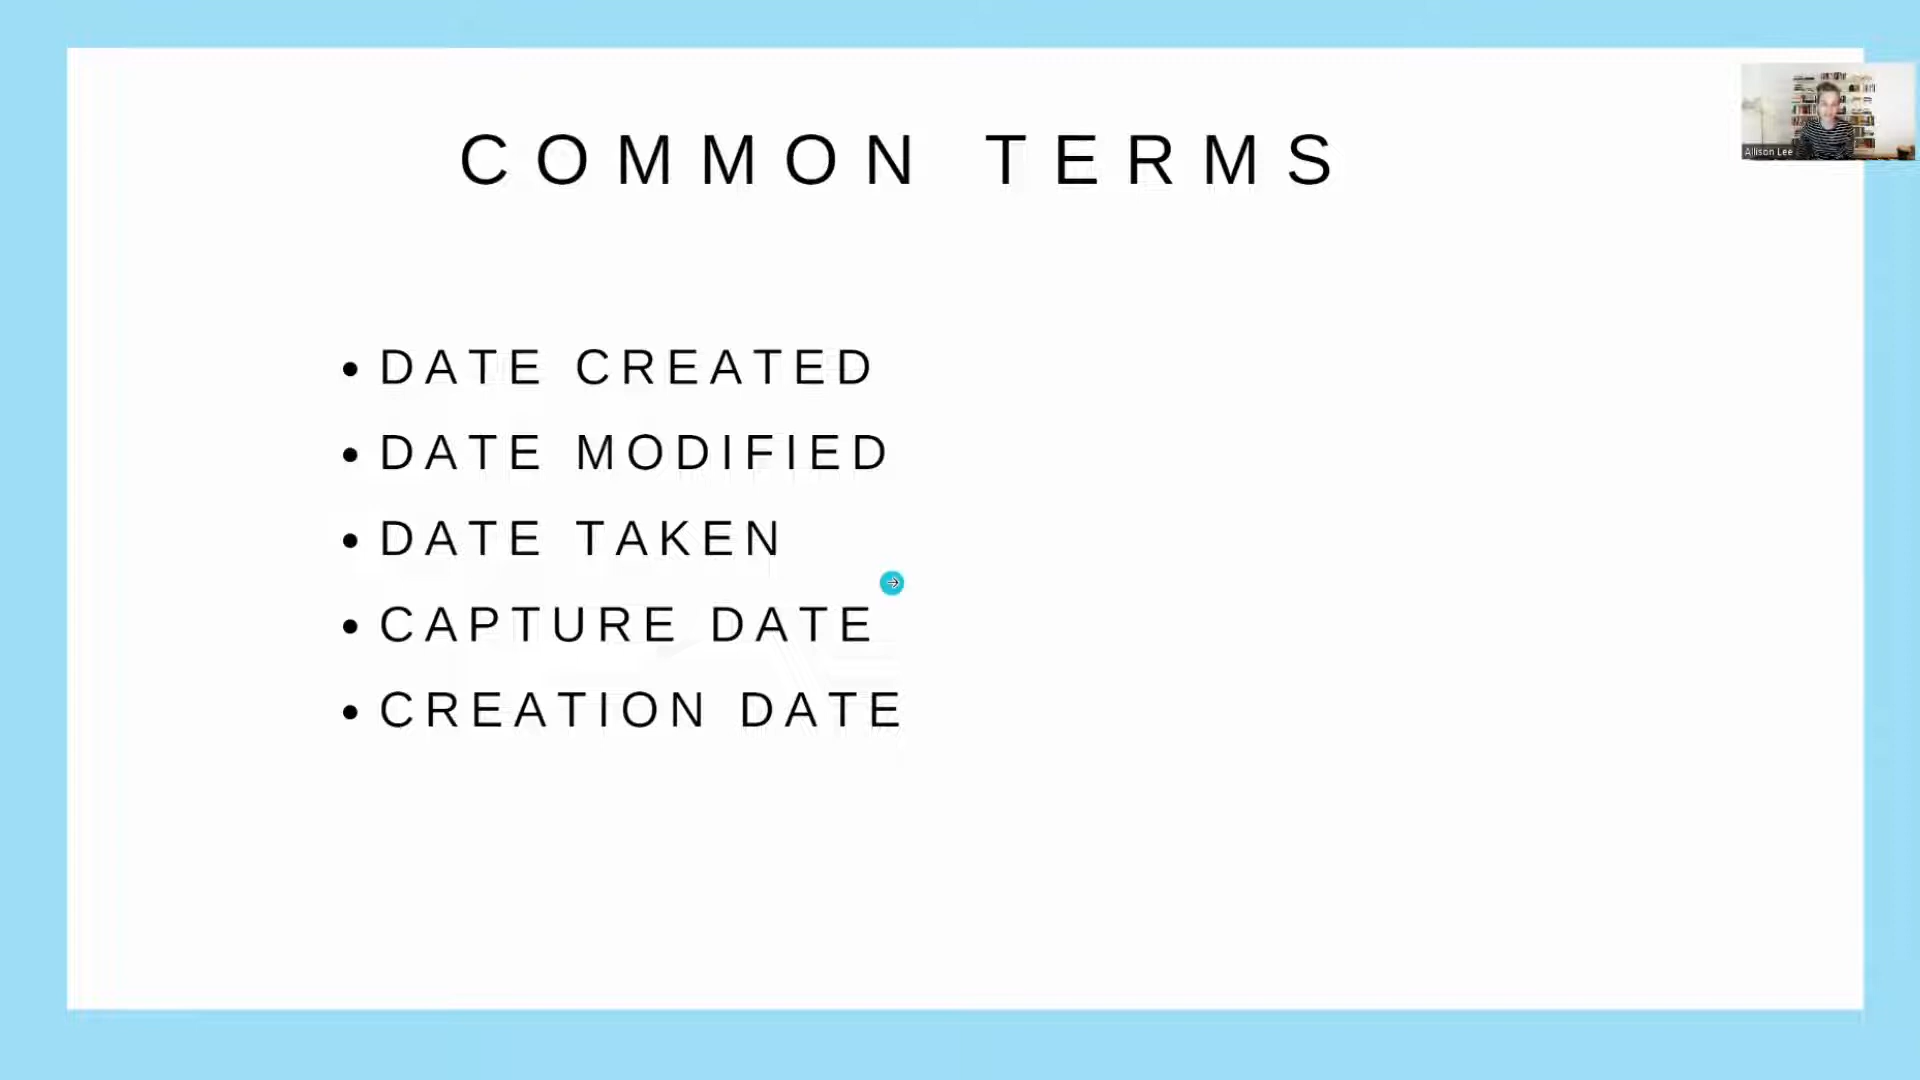 COMMON TERMS
Allison Lee
• DATE CREATED
• DATE MODIFIED
• DATE TAKEN
• CAPTURE DATE
• CREATION DATE